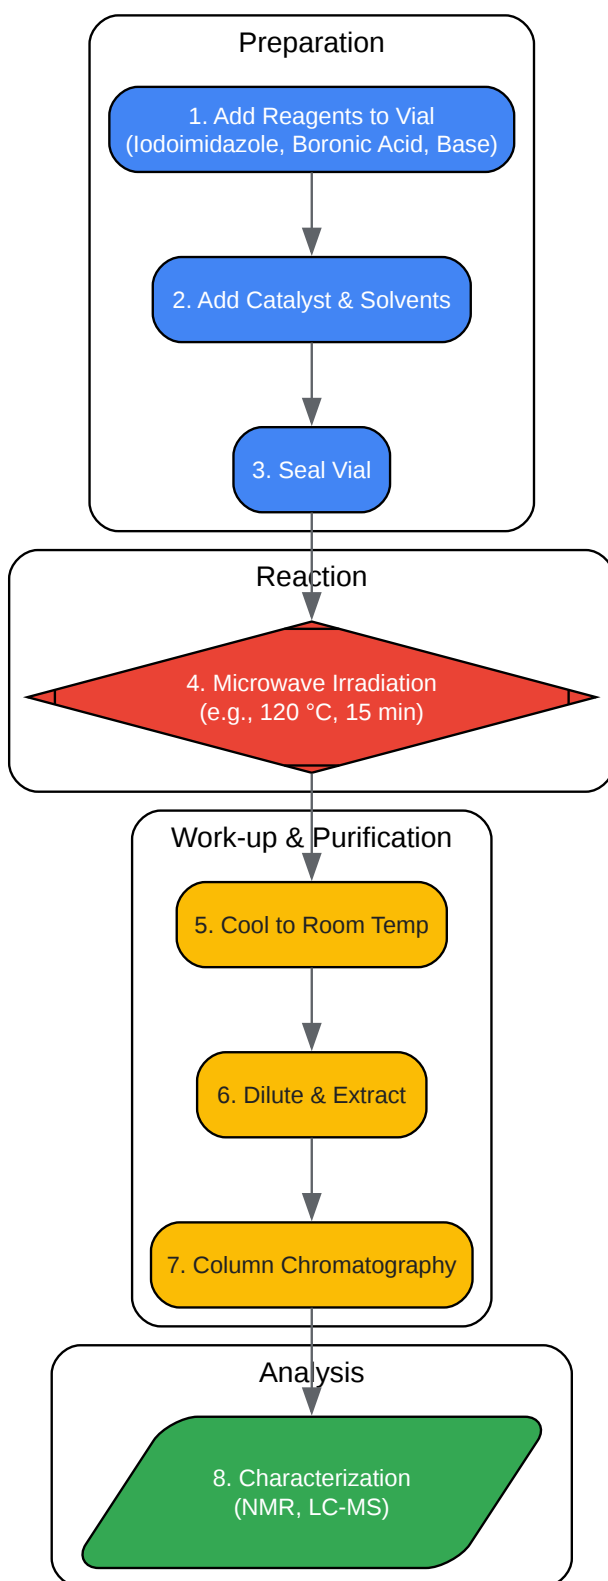 Preparation
1. Add Reagents to Vial
(Iodoimidazole, Boronic Acid, Base)
2. Add Catalyst & Solvents
3. Seal Vial
Reaction
4. Microwave Irradiation
(e.g., 120 °C, 15 min)
Work-up & Purification
5. Cool to Room Temp
6. Dilute & Extract
7. Column Chromatography
Analysis
8. Characterization
(NMR, LC-MS)